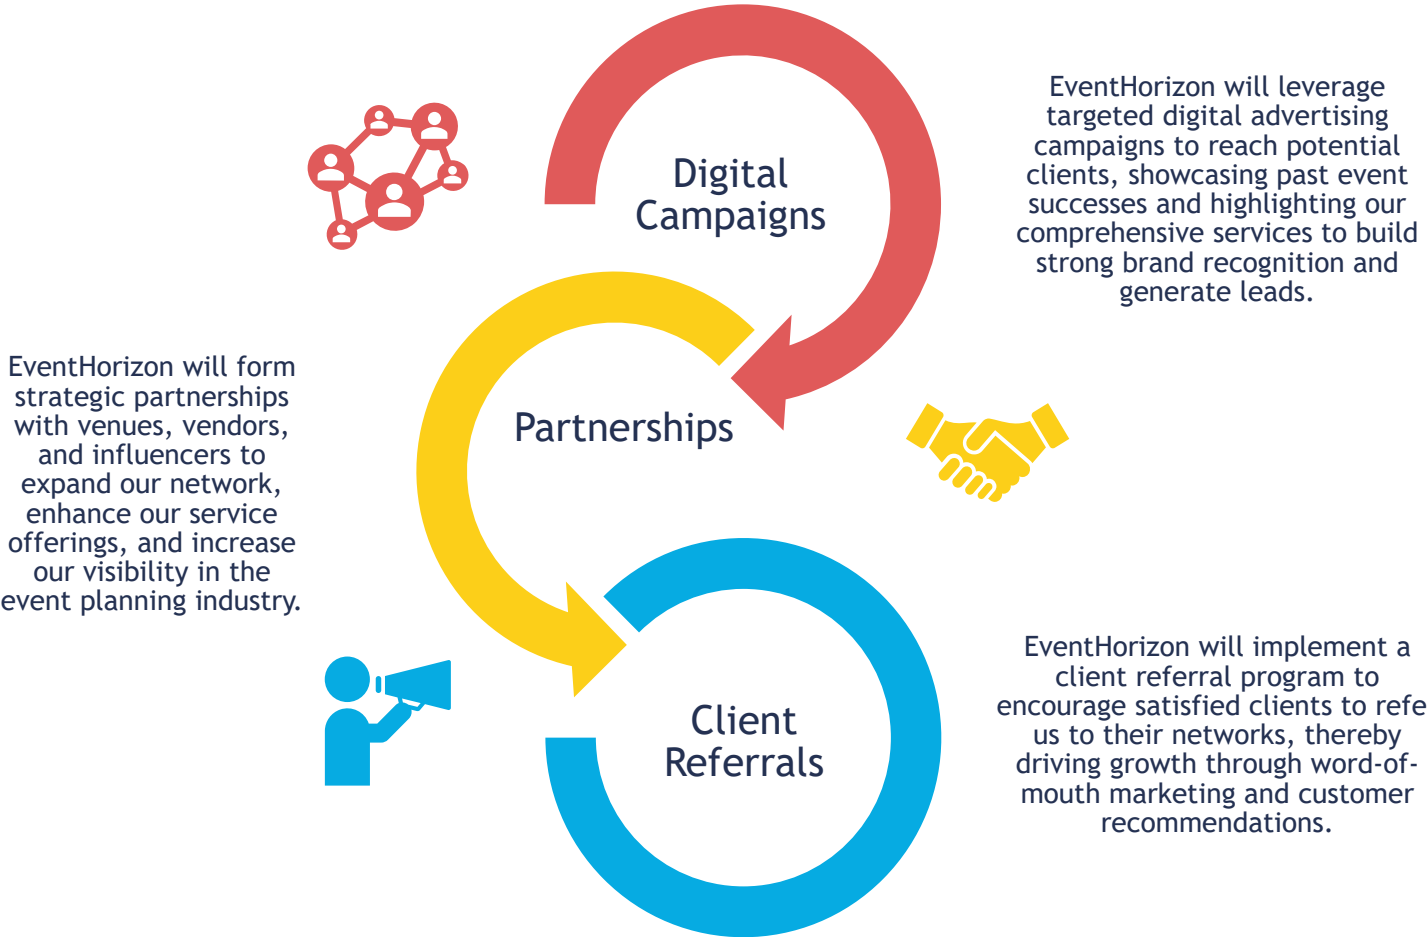 Digital
Campaigns
EventHorizon will leverage
targeted digital advertising
campaigns to reach potential
clients, showcasing past event
successes and highlighting our
comprehensive services to build
strong brand recognition and
generate leads.
Partnerships
EventHorizon will form
strategic partnerships
with venues, vendors,
and influencers to
expand our network,
enhance our service
offerings, and increase
our visibility in the
event planning industry.
Client
Referrals
EventHorizon will implement a
client referral program to
encourage satisfied clients to refe
us to their networks, thereby
driving growth through word-of-
mouth marketing and customer
recommendations.